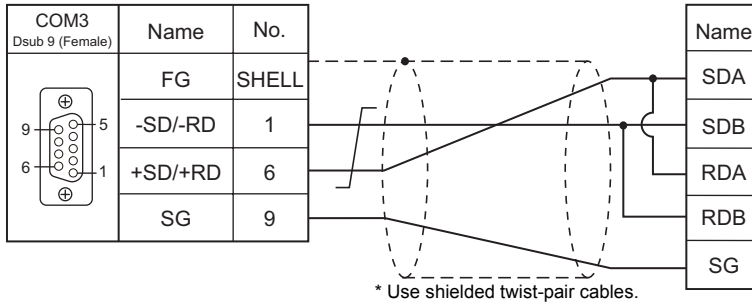 COM3
Dsub 9 (Female)
Name
No.
Name
FG
SHELL
SDA
-SD/-RD
1
SDB
+SD/+RD
6
RDA
RDB
SG
9
SG
9
5
6
1
* Use shielded twist-pair cables.